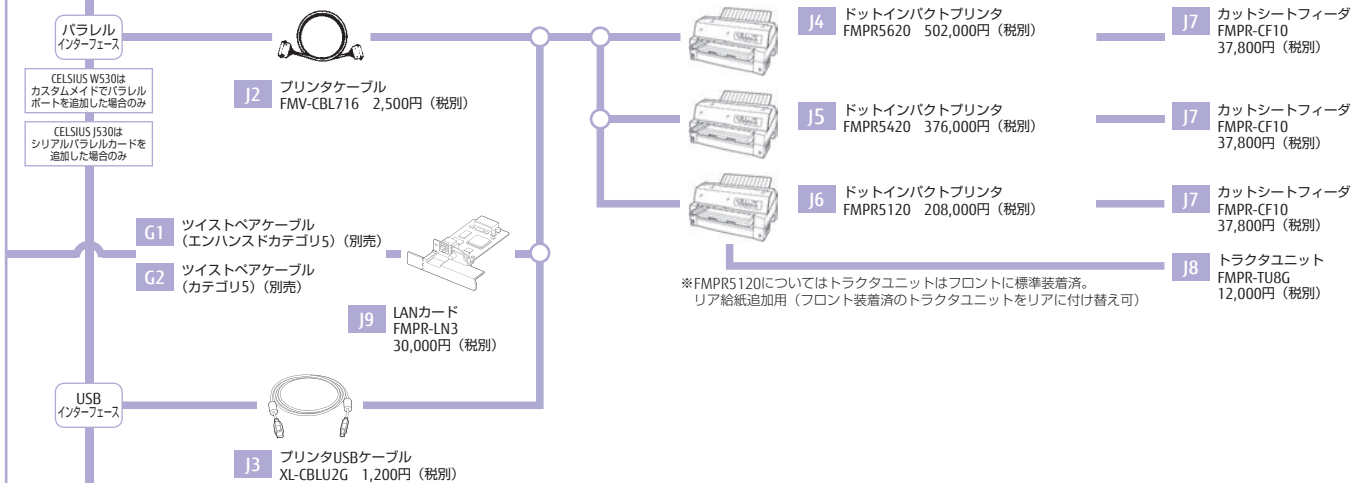 パラレル
インターフェース
CELSIUS W530は
カスタムメイドでパラレル
ポートを追加した場合のみ
CELSIUS J530は
シリアルパラレルカードを
追加した場合のみ
J2 プリンタケーブル
FMV-CBL716 2,500円（税別）
J4 ドットインパクトプリンタ
FMPR5620 502,000円（税別）
J7 カットシートフィーダ
FMPR-CF10
37,800円（税別）
J5 ドットインパクトプリンタ
FMPR5420 376,000円（税別）
J7 カットシートフィーダ
FMPR-CF10
37,800円（税別）
J6 ドットインパクトプリンタ
FMPR5120 208,000円（税別）
J7 カットシートフィーダ
FMPR-CF10
37,800円（税別）
J8 トラクタユニット
FMPR-TU8G
12,000円（税別）
※FMPR5120についてはトラクタユニットはフロントに標準装着済。
リア給紙追加用（フロント装着済のトラクタユニットをリアに付け替え可）
G1 ツイストペアケーブル
（エンハンスドカテゴリ5）（別売）
G2 ツイストペアケーブル
（カテゴリ5）（別売）
J9 LANカード
FMPR-LN3
30,000円（税別）
USB
インターフェース
J3 プリンタUSBケーブル
XL-CBLU2G 1,200円（税別）